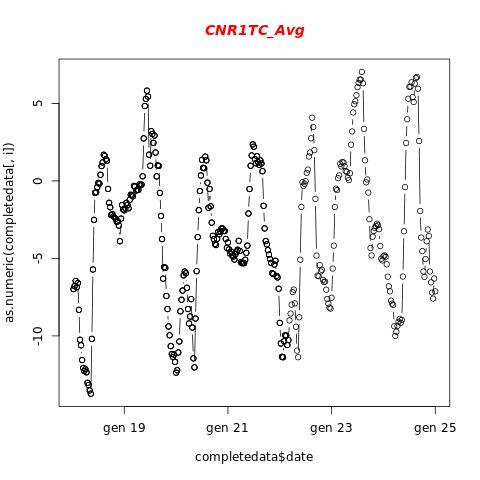 CNR1TC_Avg
as.numeric(completedata[, i])
5
0
-5
-10
gen 19
gen 21
gen 23
gen 25
completedata$date